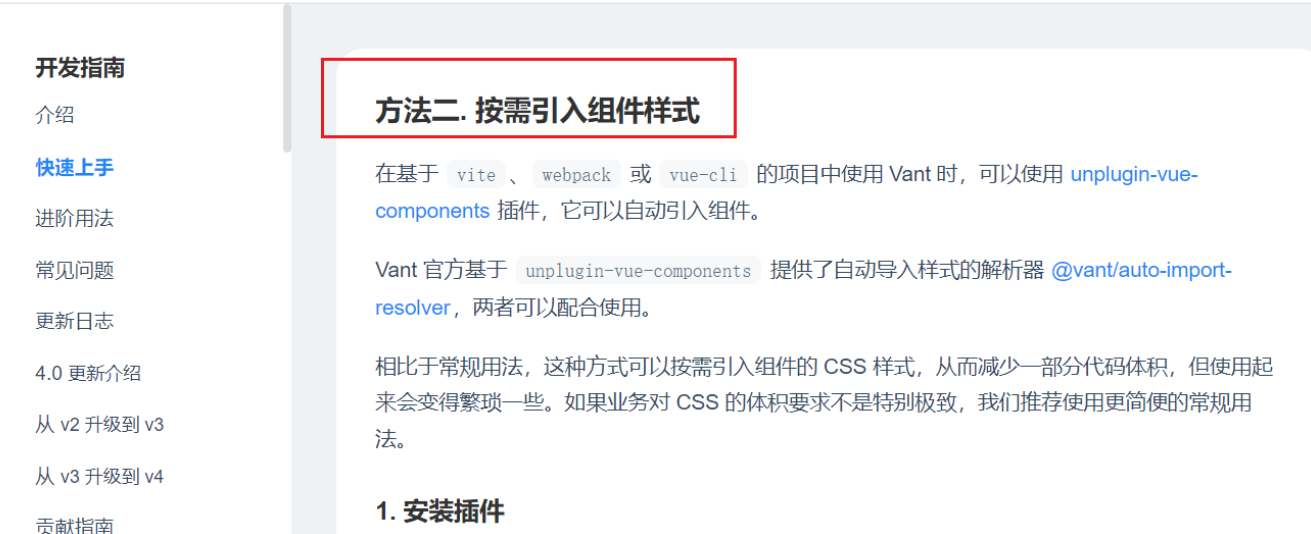 开发指南
介绍
快速上手
进阶用法
常见问题
更新日志
4.0 更新介绍
从 v2 升级到 v3
从 v3 升级到 v4
贡献指南
方法二. 按需引入组件样式
在基于 vite 、 webpack 或 vue-cli 的项目中使用 Vant 时，可以使用 unplugin-vue-
components 插件，它可以自动引入组件。
Vant 官方基于 unplugin-vue-components 提供了自动导入样式的解析器 @vant/auto-import-
resolver，两者可以配合使用。
相比于常规用法，这种方式可以按需引入组件的 CSS 样式，从而减少一部分代码体积，但使用起
来会变得繁琐一些。如果业务对 CSS 的体积要求不是特别极致，我们推荐使用更简便的常规用
法。
1. 安装插件